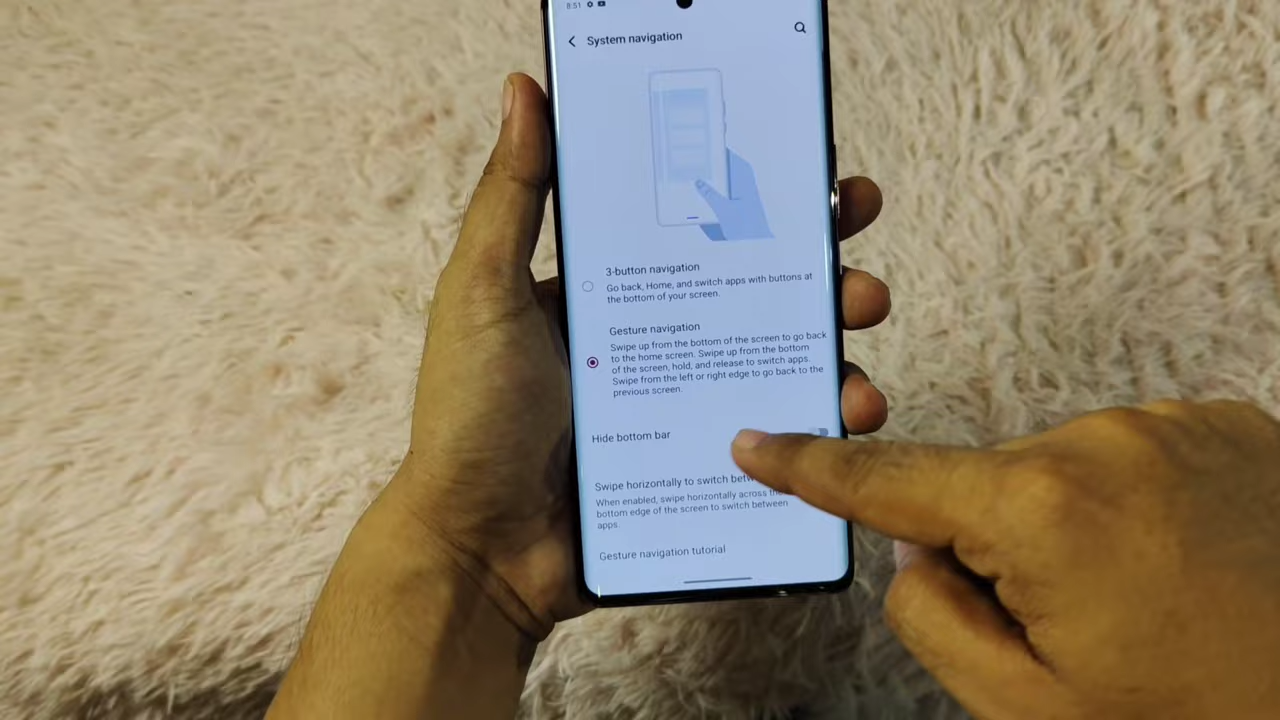 8:51
System navigation
3-button navigation
Go back, Home, and switch apps with buttons at
the bottom of your screen.
Gesture navigation
Swipe up from the bottom of the screen to go back
to the home screen. Swipe up from the bottom
of the screen, hold, and release to switch apps.
Swipe from the left or right edge to go back to the
previous screen.
Hide bottom bar
Swipe horizontally to switch
When enabled, swipe horizontally across
bottom edge of the screen to switch between
apps.
Gesture navigation tutorial